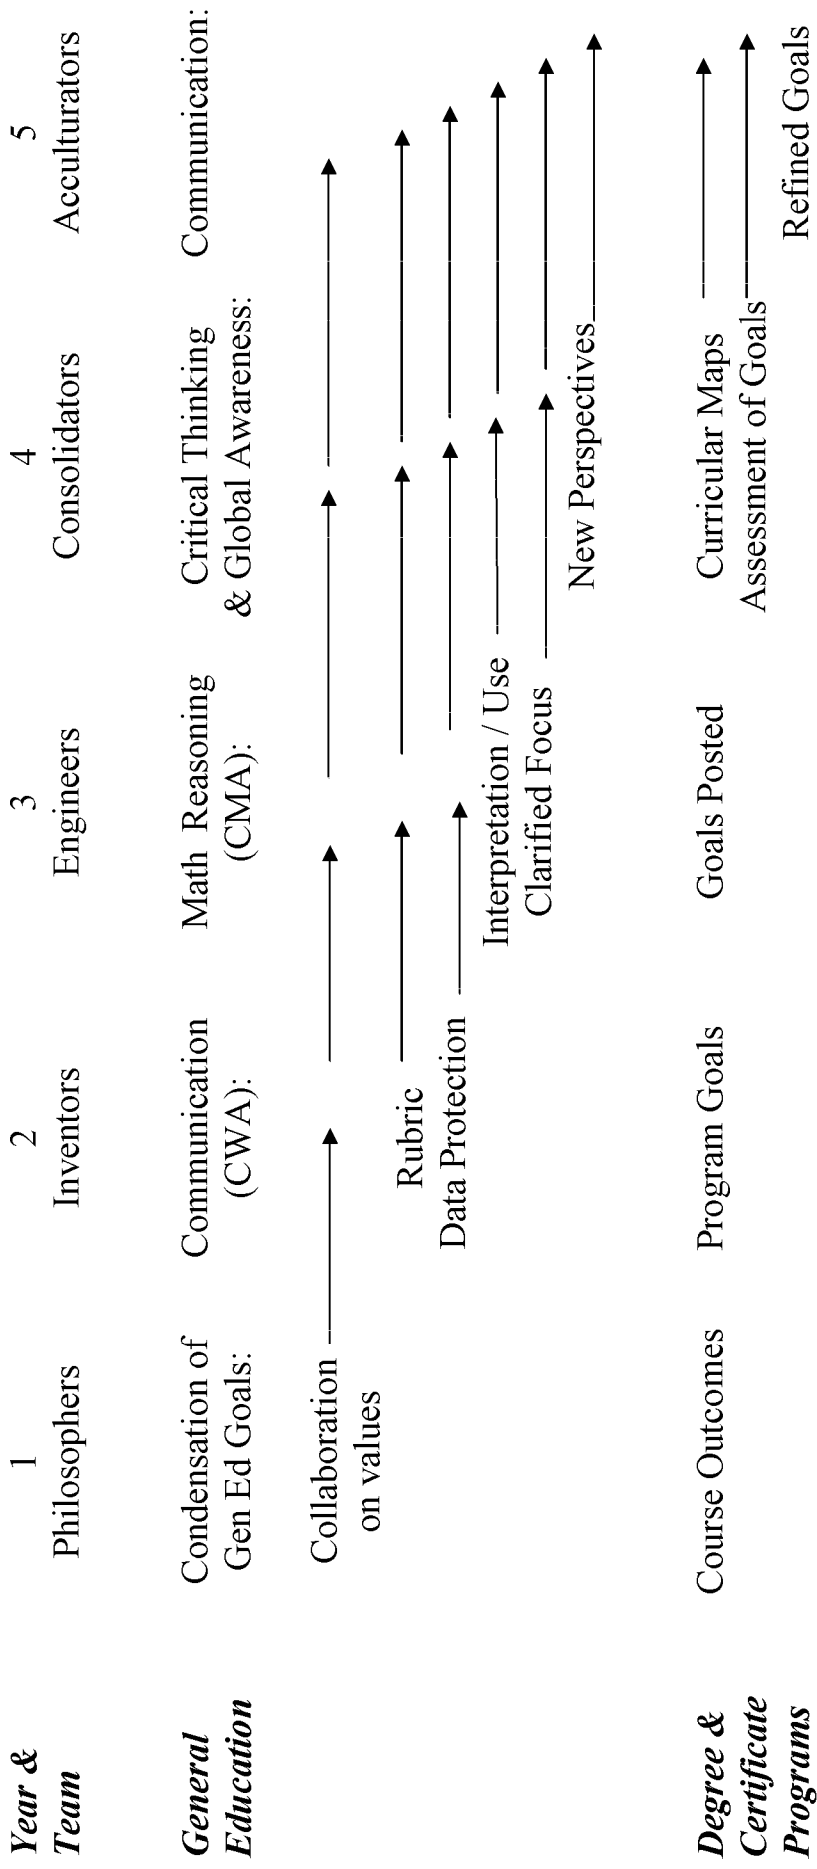 Year &
Team
1
Philosophers
2
Inventors
3
Engineers
4
Consolidators
5
Acculturators
General
Education
Condensation of
Gen Ed Goals:
Communication
(CWA):
Math Reasoning
(CMA):
Critical Thinking
& Global Awareness:
Communication:
Collaboration
on values
Rubric
Data Protection
Interpretation / Use
Clarified Focus
New Perspectives
Degree &
Certificate
Programs
Course Outcomes
Program Goals
Goals Posted
Curricular Maps
Assessment of Goals
Refined Goals